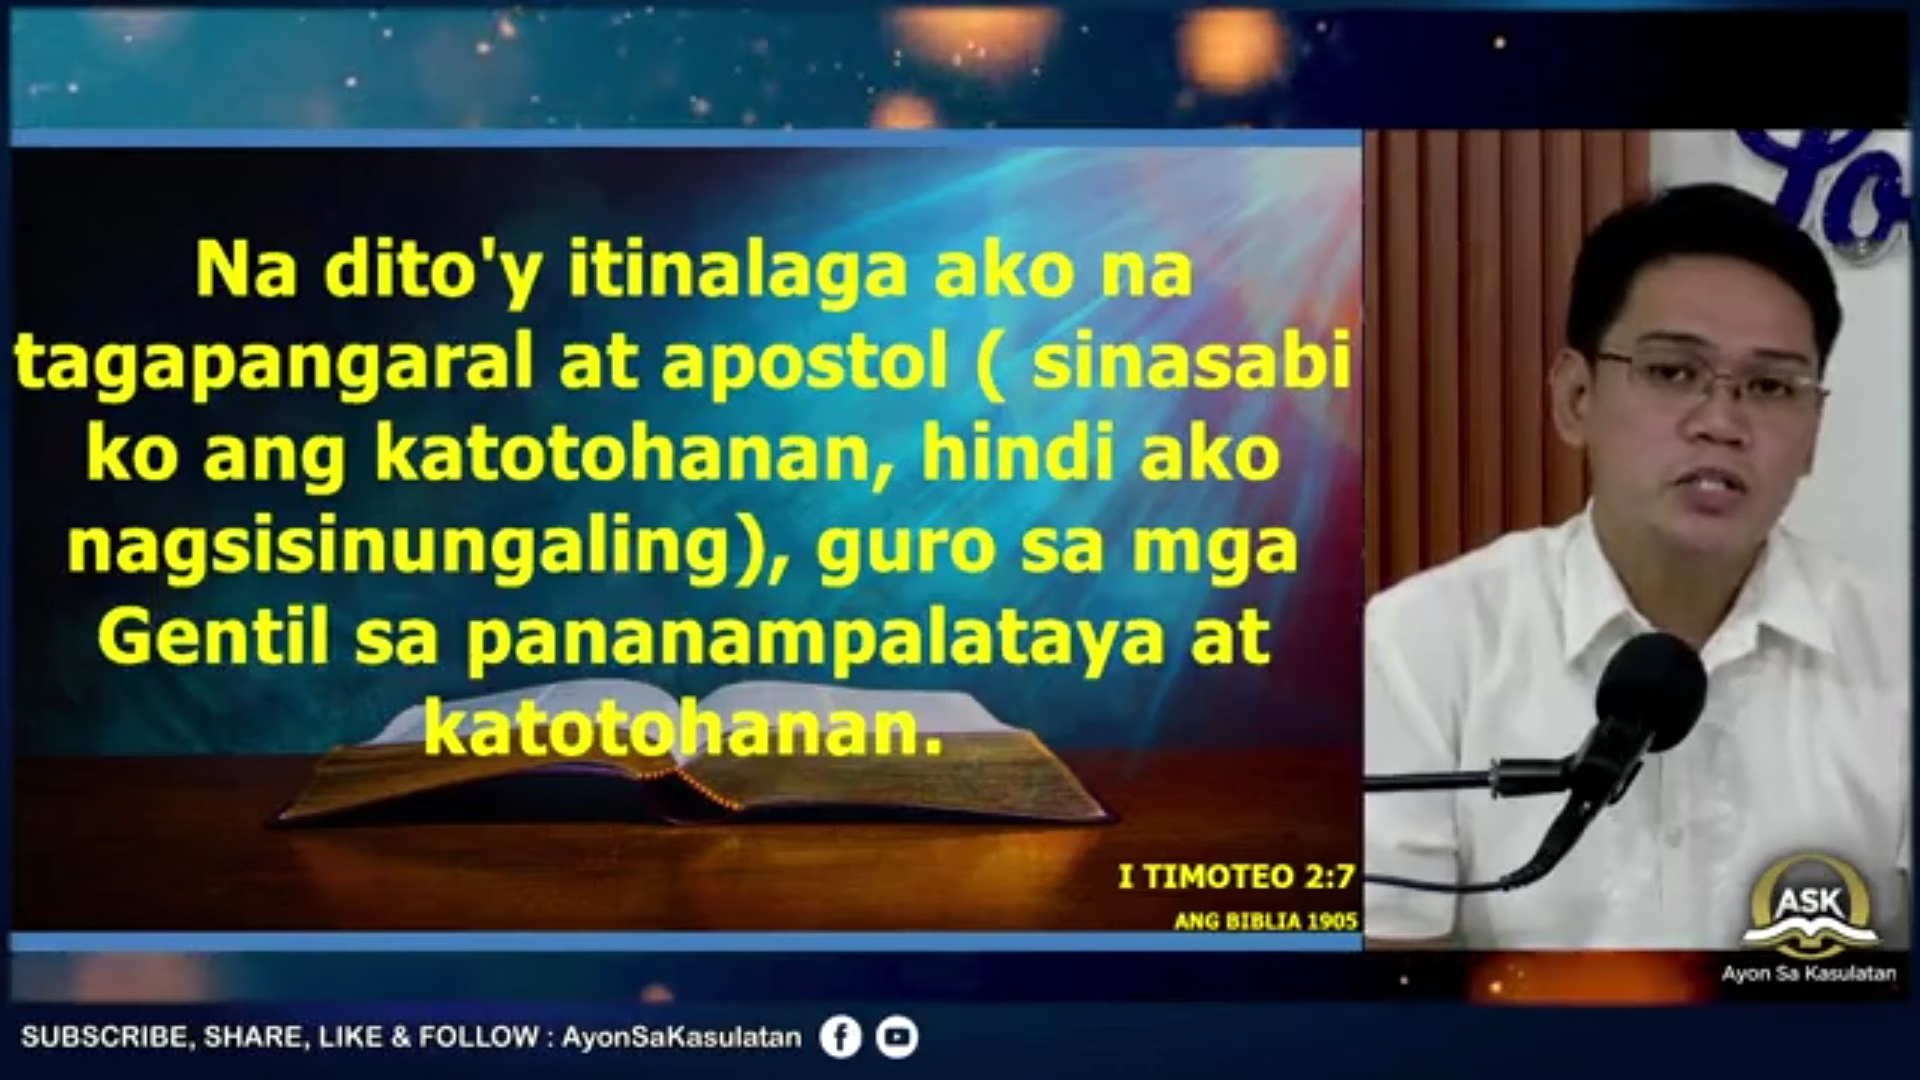 Na dito'y itinalaga ako na
tagapangaral at apostol ( sinasabi
ko ang katotohanan, hindi ako
nagsisinungaling), guro sa mga
Gentil sa pananampalataya at
katotohanan.
I TIMOTEO 2:7
ANG BIBLIA 1905
Lo
ASK
Ayon Sa Kasulatan
SUBSCRIBE, SHARE, LIKE & FOLLOW : AyonSaKasulatan